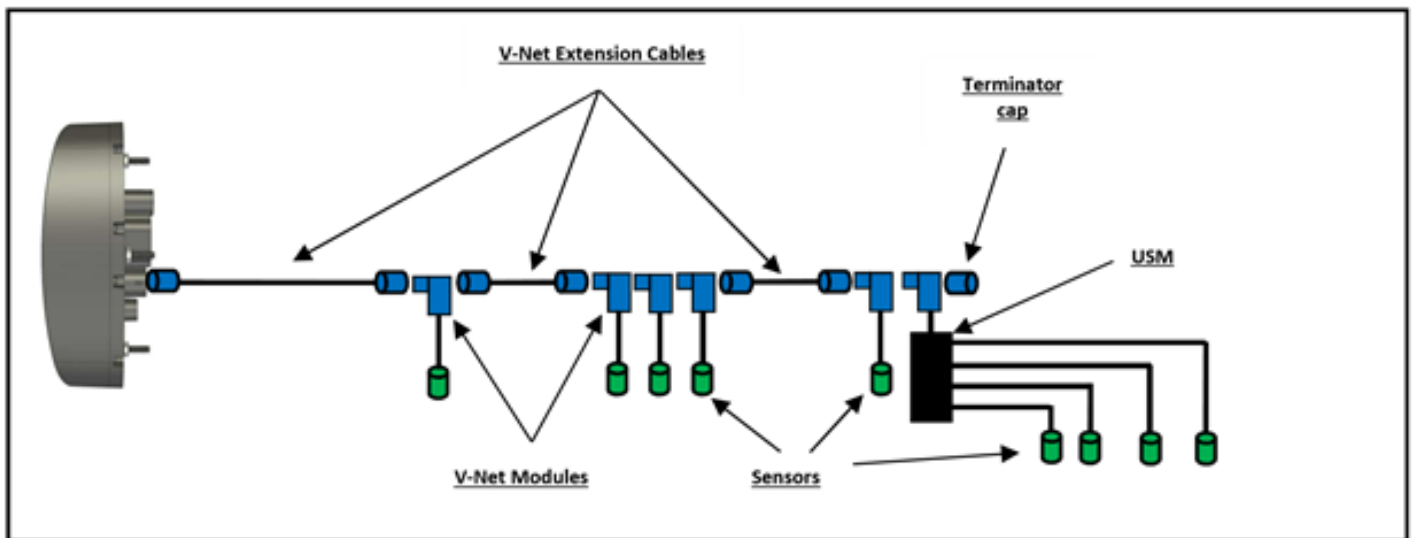 V-Net Extension Cables
Terminator
cap
USM
V-Net Modules
Sensors